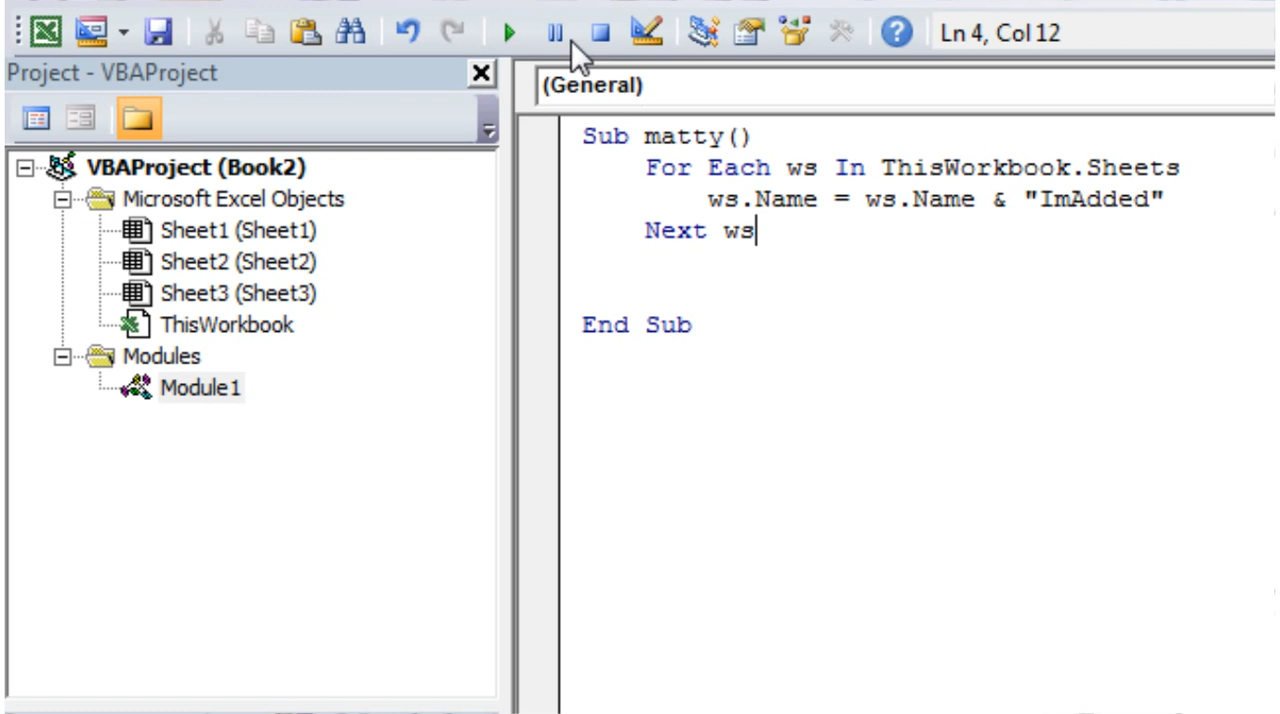 Ln 4, Col 12
Project - VBAProject
(General)
VBAProject (Book2)
Microsoft Excel Objects
Sheet1 (Sheet1)
Sheet2 (Sheet2)
Sheet3 (Sheet3)
ThisWorkbook
Modules
Module1
Sub matty()
For Each ws In ThisWorkbook.Sheets
ws.Name = ws.Name & "ImAdded"
Next ws
End Sub